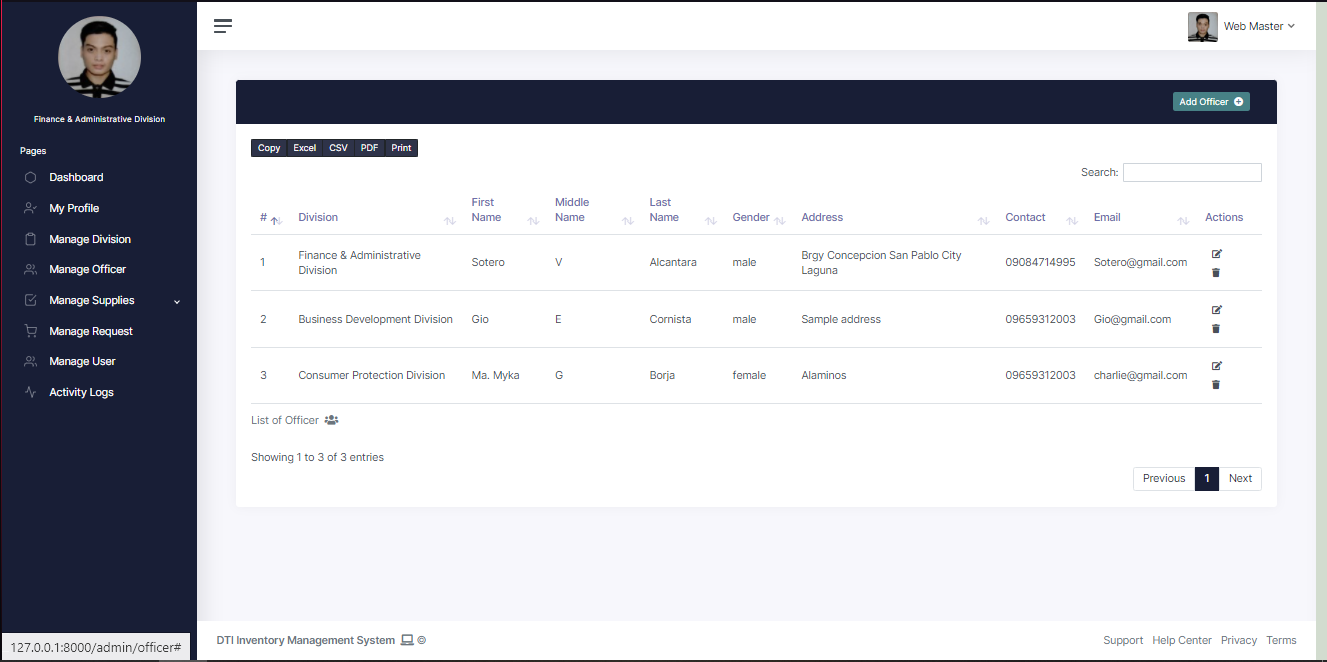 Web Master
Finance & Administrative Division
Pages
Dashboard
My Profile
Manage Division
Manage Officer
Manage Supplies
Manage Request
Manage User
Activity Logs
Add Officer
Copy Excel CSV PDF Print
Search:
# Division First Name Middle Name Last Name Gender Address Contact Email Actions
1 Finance & Administrative Division Sotero V Alcantara male Brgy Concepcion San Pablo City Laguna 09084714995 Sotero@gmail.com
2 Business Development Division Gio E Cornista male Sample address 09659312003 Gio@gmail.com
3 Consumer Protection Division Ma. Myka G Borja female Alaminos 09659312003 charlie@gmail.com
List of Officer
Showing 1 to 3 of 3 entries
Previous 1 Next
DTI Inventory Management System ©
Support Help Center Privacy Terms
127.0.0.1:8000/admin/officer#